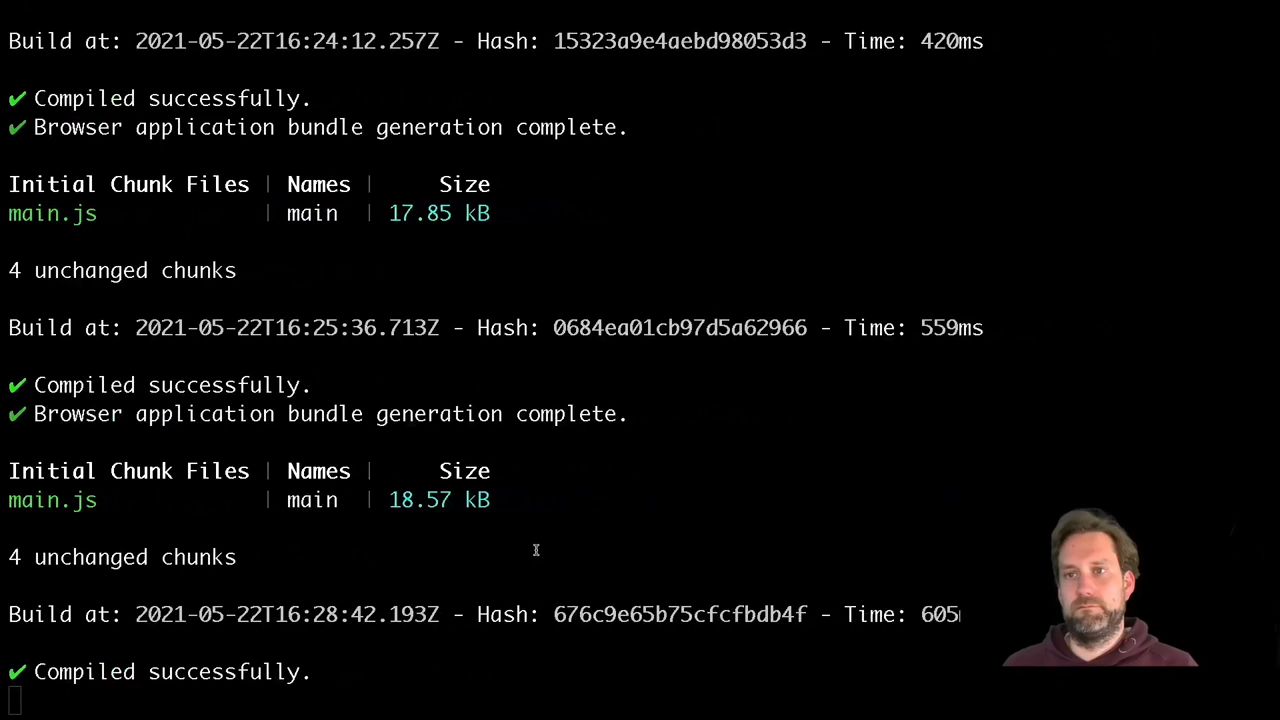 Build at: 2021-05-22T16:24:12.257Z - Hash: 15323a9e4aebd98053d3 - Time: 420ms
✔ Compiled successfully.
✔ Browser application bundle generation complete.
Initial Chunk Files | Names | Size
main.js | main | 17.85 kB
4 unchanged chunks
Build at: 2021-05-22T16:25:36.713Z - Hash: 0684ea01cb97d5a62966 - Time: 559ms
✔ Compiled successfully.
✔ Browser application bundle generation complete.
Initial Chunk Files | Names | Size
main.js | main | 18.57 kB
4 unchanged chunks
Build at: 2021-05-22T16:28:42.193Z - Hash: 676c9e65b75cfcfbdb4f - Time: 605
✔ Compiled successfully.